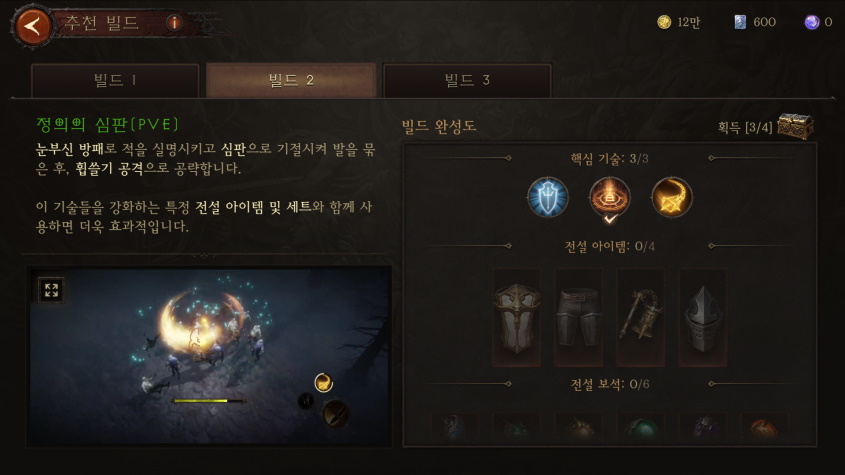 추천 빌드
12만
600
0
빌드 1
빌드 2
빌드 3
정의의 심판(PVE)
눈부신 방패로 적을 실명시키고 심판으로 기절시켜 발을 묶
은 후, 휩쓸기 공격으로 공략합니다.
이 기술들을 강화하는 특정 전설 아이템 및 세트와 함께 사
용하면 더욱 효과적입니다.
빌드 완성도
획득 [3/4]
핵심 기술: 3/3
전설 아이템: 0/4
전설 보석: 0/6